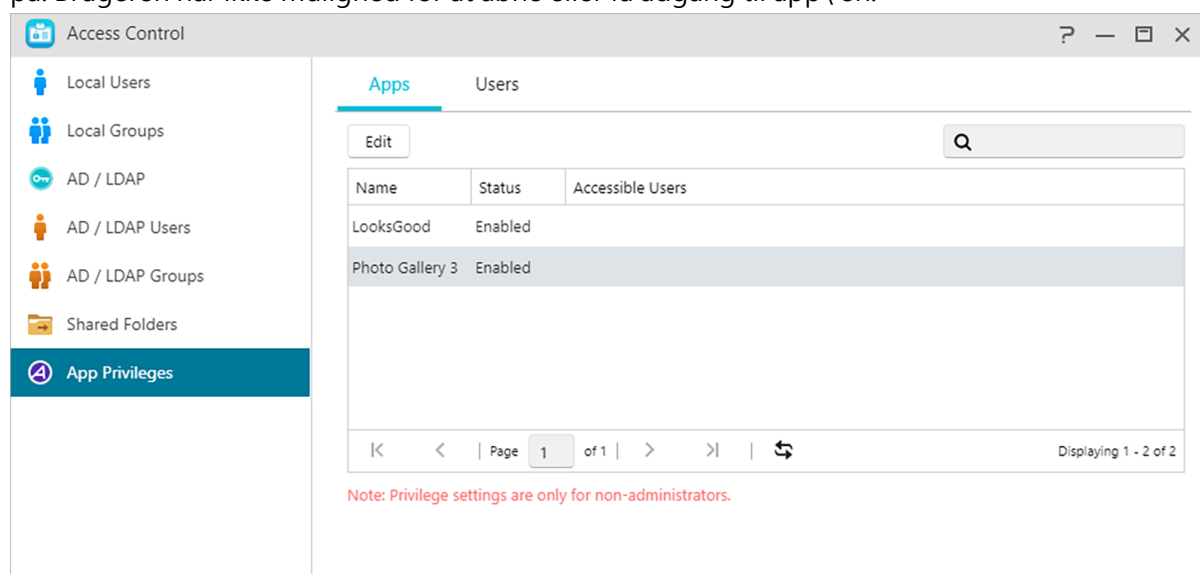 Access Control
Local Users
Local Groups
AD / LDAP
AD / LDAP Users
AD / LDAP Groups
Shared Folders
App Privileges
Apps Users
Edit
Name Status Accessible Users
LooksGood Enabled
Photo Gallery 3 Enabled
Page 1 of 1
Displaying 1 - 2 of 2
Note: Privilege settings are only for non-administrators.